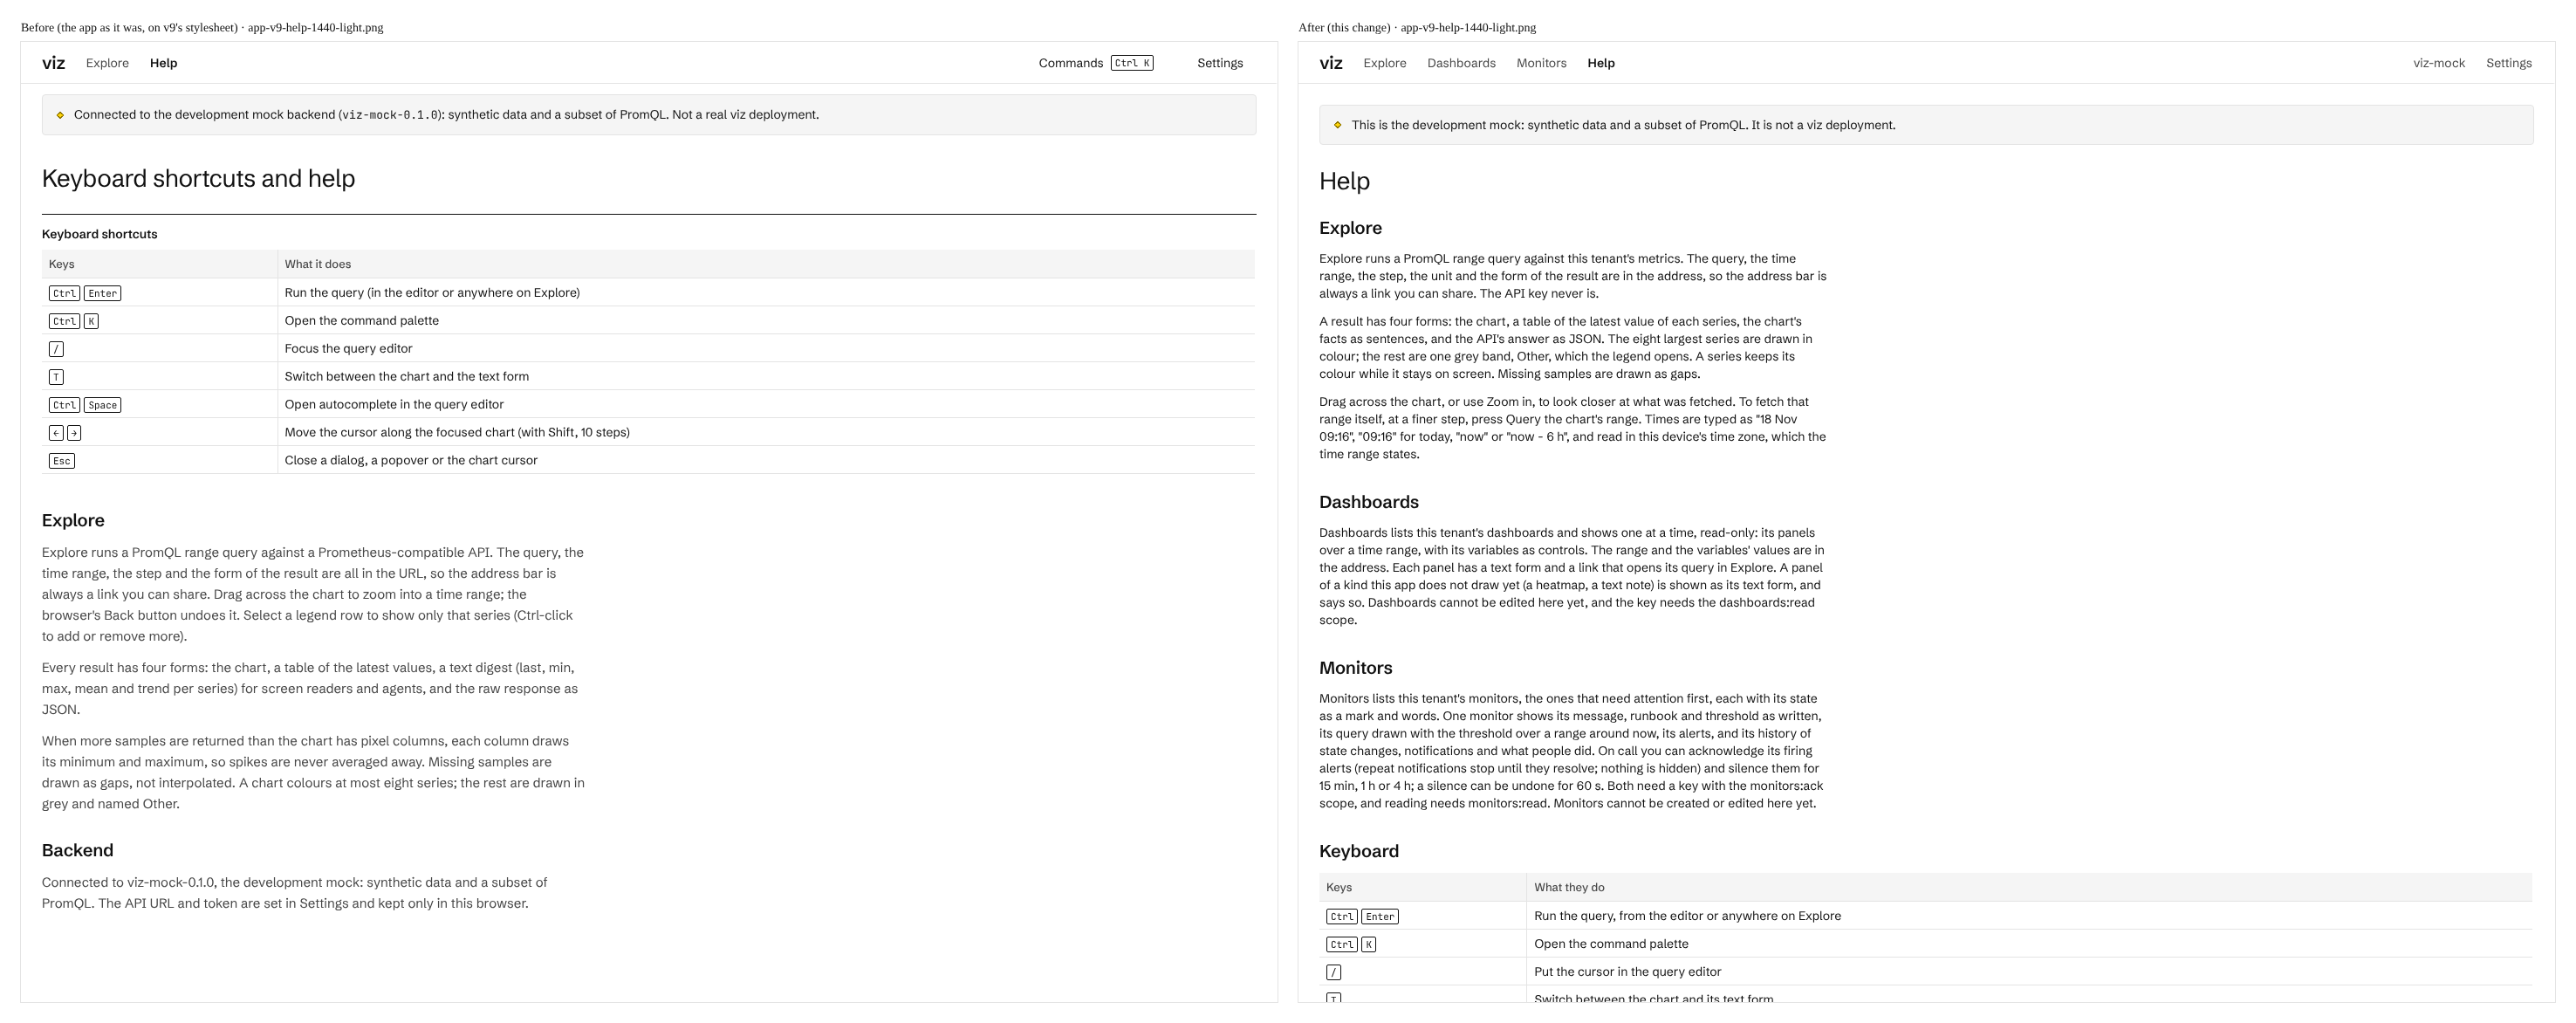 Before (the app as it was, on v9's stylesheet) · app-v9-help-1440-light.png
viz Explore Help Commands Ctrl K Settings
Connected to the development mock backend (viz-mock-0.1.0): synthetic data and a subset of PromQL. Not a real viz deployment.
Keyboard shortcuts and help
Keyboard shortcuts
Keys What it does
Ctrl Enter Run the query (in the editor or anywhere on Explore)
Ctrl K Open the command palette
/ Focus the query editor
T Switch between the chart and the text form
Ctrl Space Open autocomplete in the query editor
← → Move the cursor along the focused chart (with Shift, 10 steps)
Esc Close a dialog, a popover or the chart cursor
Explore
Explore runs a PromQL range query against a Prometheus-compatible API. The query, the
time range, the step and the form of the result are all in the URL, so the address bar is
always a link you can share. Drag across the chart to zoom into a time range; the
browser's Back button undoes it. Select a legend row to show only that series (Ctrl-click
to add or remove more).
Every result has four forms: the chart, a table of the latest values, a text digest (last, min,
max, mean and trend per series) for screen readers and agents, and the raw response as
JSON.
When more samples are returned than the chart has pixel columns, each column draws
its minimum and maximum, so spikes are never averaged away. Missing samples are
drawn as gaps, not interpolated. A chart colours at most eight series; the rest are drawn in
grey and named Other.
Backend
Connected to viz-mock-0.1.0, the development mock: synthetic data and a subset of
PromQL. The API URL and token are set in Settings and kept only in this browser.
After (this change) · app-v9-help-1440-light.png
viz Explore Dashboards Monitors Help viz-mock Settings
This is the development mock: synthetic data and a subset of PromQL. It is not a viz deployment.
Help
Explore
Explore runs a PromQL range query against this tenant's metrics. The query, the time
range, the step, the unit and the form of the result are in the address, so the address bar is
always a link you can share. The API key never is.
A result has four forms: the chart, a table of the latest value of each series, the chart's
facts as sentences, and the API's answer as JSON. The eight largest series are drawn in
colour; the rest are one grey band, Other, which the legend opens. A series keeps its
colour while it stays on screen. Missing samples are drawn as gaps.
Drag across the chart, or use Zoom in, to look closer at what was fetched. To fetch that
range itself, at a finer step, press Query the chart's range. Times are typed as "18 Nov
09:16", "09:16" for today, "now" or "now - 6 h", and read in this device's time zone, which the
time range states.
Dashboards
Dashboards lists this tenant's dashboards and shows one at a time, read-only: its panels
over a time range, with its variables as controls. The range and the variables' values are in
the address. Each panel has a text form and a link that opens its query in Explore. A panel
of a kind this app does not draw yet (a heatmap, a text note) is shown as its text form, and
says so. Dashboards cannot be edited here yet, and the key needs the dashboards:read
scope.
Monitors
Monitors lists this tenant's monitors, the ones that need attention first, each with its state
as a mark and words. One monitor shows its message, runbook and threshold as written,
its query drawn with the threshold over a range around now, its alerts, and its history of
state changes, notifications and what people did. On call you can acknowledge its firing
alerts (repeat notifications stop until they resolve; nothing is hidden) and silence them for
15 min, 1 h or 4 h; a silence can be undone for 60 s. Both need a key with the monitors:ack
scope, and reading needs monitors:read. Monitors cannot be created or edited here yet.
Keyboard
Keys What they do
Ctrl Enter Run the query, from the editor or anywhere on Explore
Ctrl K Open the command palette
/ Put the cursor in the query editor
T Switch between the chart and its text form